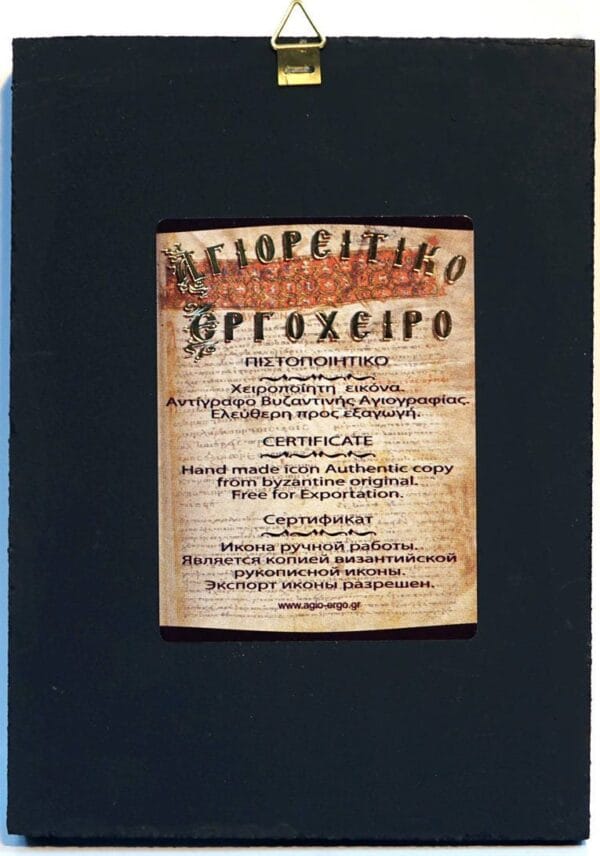 ΑΓΙΟΡΕΙΤΙΚΟ
ΕΡΓΟΧΕΙΡΟ
ΠΙΣΤΟΠΟΙΗΤΙΚΟ
Χειροποίητη εικόνα.
Αντίγραφο Βυζαντινής Αγιογραφίας.
Ελεύθερη προς εξαγωγή.
CERTIFICATE
Hand made icon Authentic copy
from byzantine original.
Free for Exportation.
Сертификат
Икона ручной работы.
Является копией византийской
рукописной иконы.
Экспорт иконы разрешен.
www.agio-ergo.gr